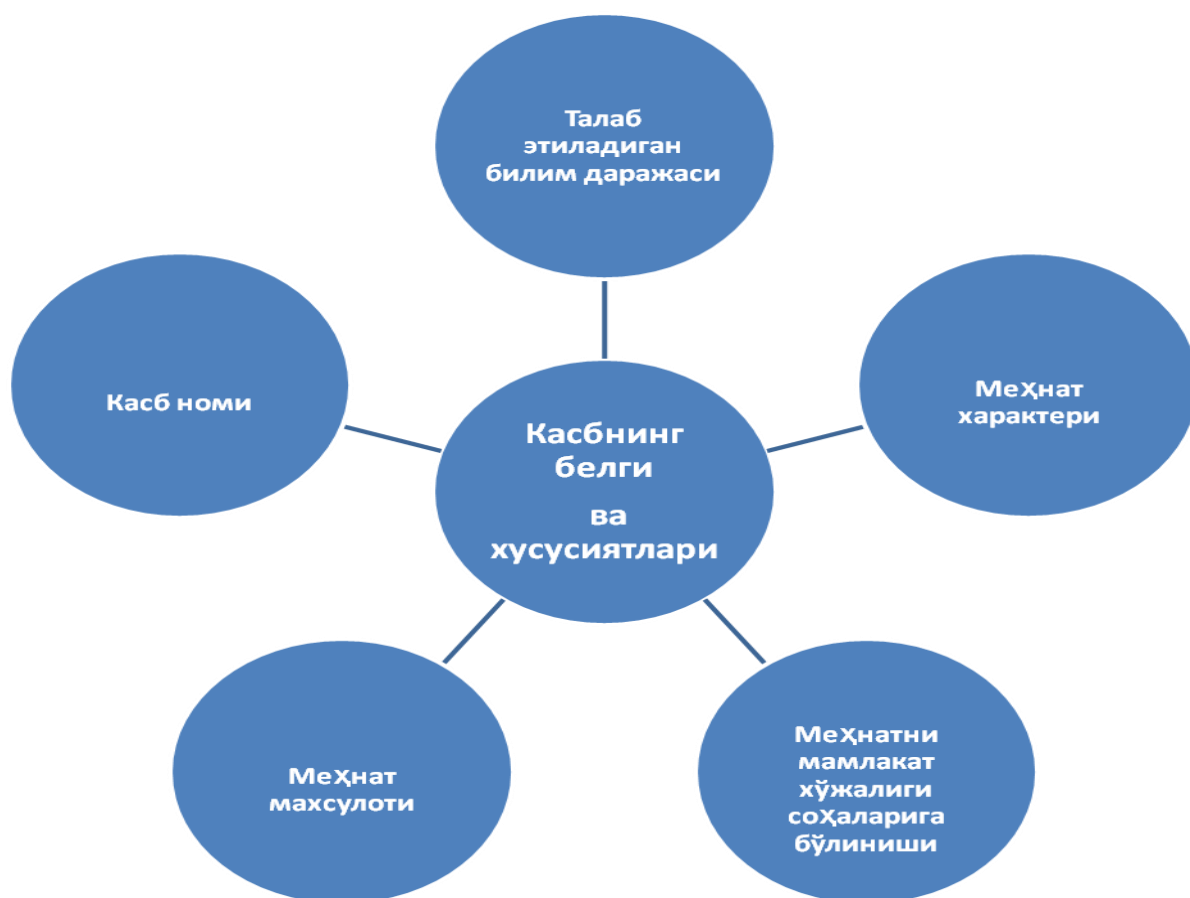 Талаб
этиладиган
билим даражаси
Касб номи
Меҳнат
характери
Касбнинг
белги
ва
хусусиятлари
Меҳнат
махсулоти
Меҳнатни
мамлакат
хўжалиги
соҳаларига
бўлиниши